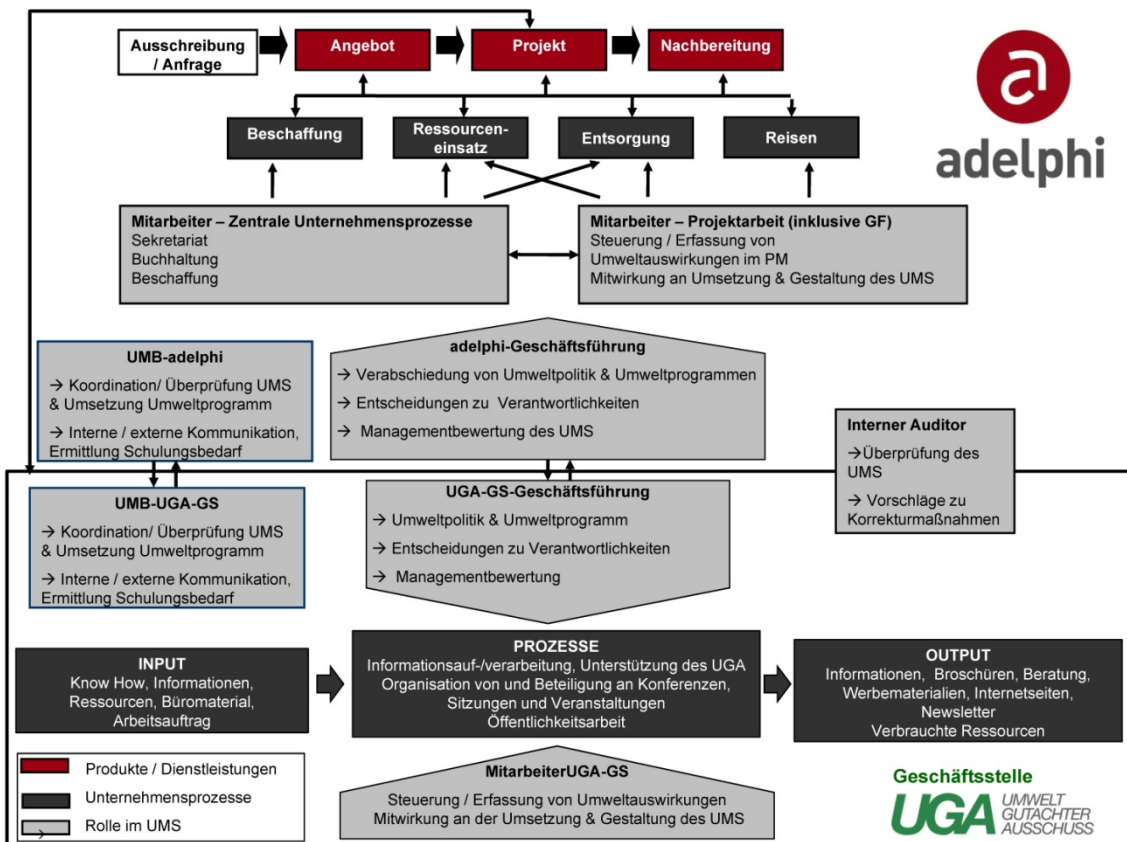 Ausschreibung
/ Anfrage
Angebot
Projekt
Nachbereitung
adelphi
Beschaffung
Ressourcen-
einsatz
Entsorgung
Reisen
Mitarbeiter – Zentrale Unternehmensprozesse
Sekretariat
Buchhaltung
Beschaffung
Mitarbeiter – Projektarbeit (inklusive GF)
Steuerung / Erfassung von
Umweltauswirkungen im PM
Mitwirkung an Umsetzung & Gestaltung des UMS
UMB-adelphi
→ Koordination/ Überprüfung UMS
& Umsetzung Umweltprogramm
→ Interne / externe Kommunikation,
Ermittlung Schulungsbedarf
adelphi-Geschäftsführung
→ Verabschiedung von Umweltpolitik & Umweltprogrammen
→ Entscheidungen zu Verantwortlichkeiten
→ Managementbewertung des UMS
Interner Auditor
→Überprüfung des
UMS
→ Vorschläge zu
Korrekturmaßnahmen
UMB-UGA-GS
→ Koordination/ Überprüfung UMS
& Umsetzung Umweltprogramm
→ Interne / externe Kommunikation,
Ermittlung Schulungsbedarf
UGA-GS-Geschäftsführung
→ Umweltpolitik & Umweltprogramm
→ Entscheidungen zu Verantwortlichkeiten
→ Managementbewertung
INPUT
Know How, Informationen,
Ressourcen, Büromaterial,
Arbeitsauftrag
PROZESSE
Informationsauf-/verarbeitung, Unterstützung des UGA
Organisation von und Beteiligung an Konferenzen,
Sitzungen und Veranstaltungen
Öffentlichkeitsarbeit
OUTPUT
Informationen, Broschüren, Beratung,
Werbematerialien, Internetseiten,
Newsletter
Verbrauchte Ressourcen
Produkte / Dienstleistungen
Unternehmensprozesse
Rolle im UMS
MitarbeiterUGA-GS
Steuerung / Erfassung von Umweltauswirkungen
Mitwirkung an der Umsetzung & Gestaltung des UMS
Geschäftsstelle
UGA
UMWELT
GUTACHTER
AUSSCHUSS